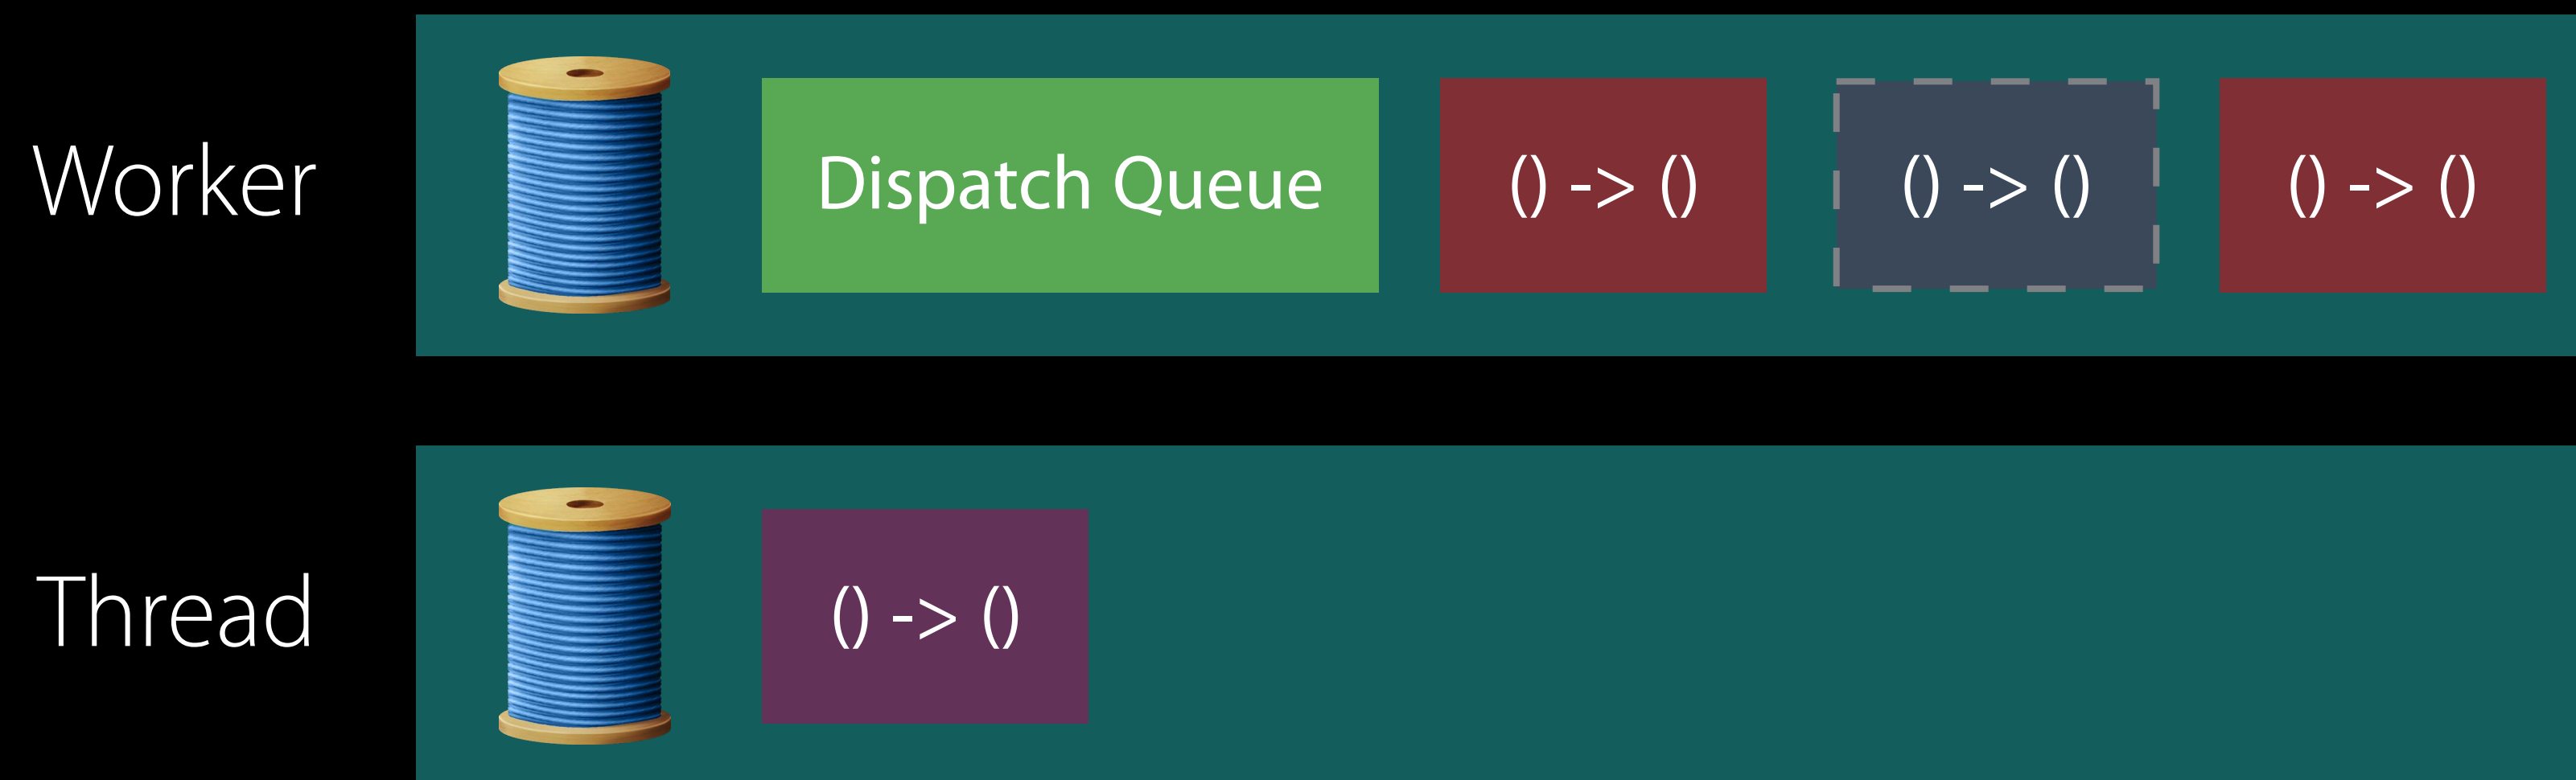 Worker
Dispatch Queue
() -> ()
() -> ()
() -> ()
Thread
() -> ()